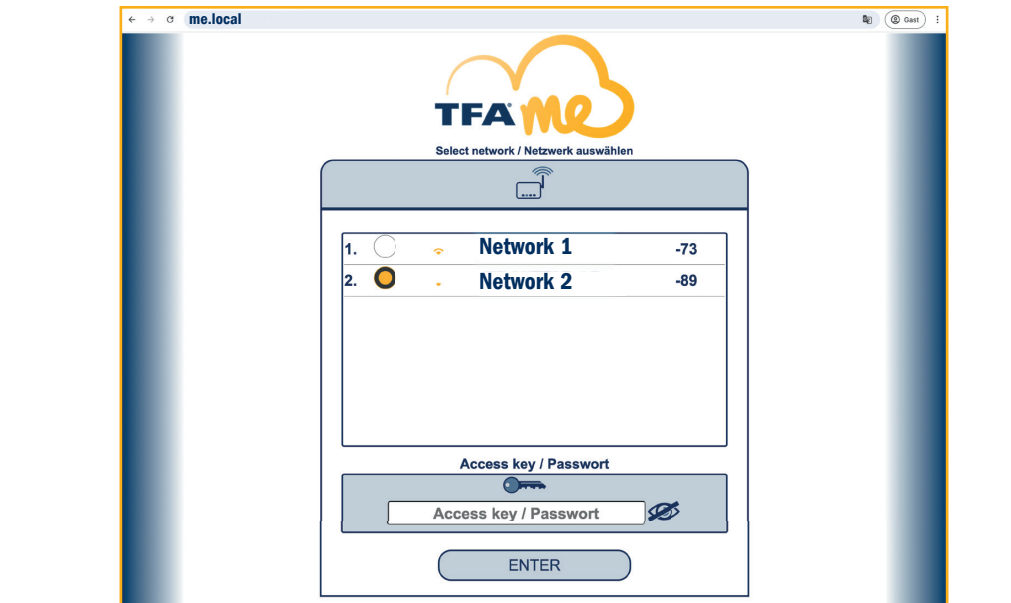 me.local
Gast
TFA me
Select network / Netzwerk auswählen
1. Network 1 -73
2. Network 2 -89
Access key / Passwort
Access key / Passwort
ENTER